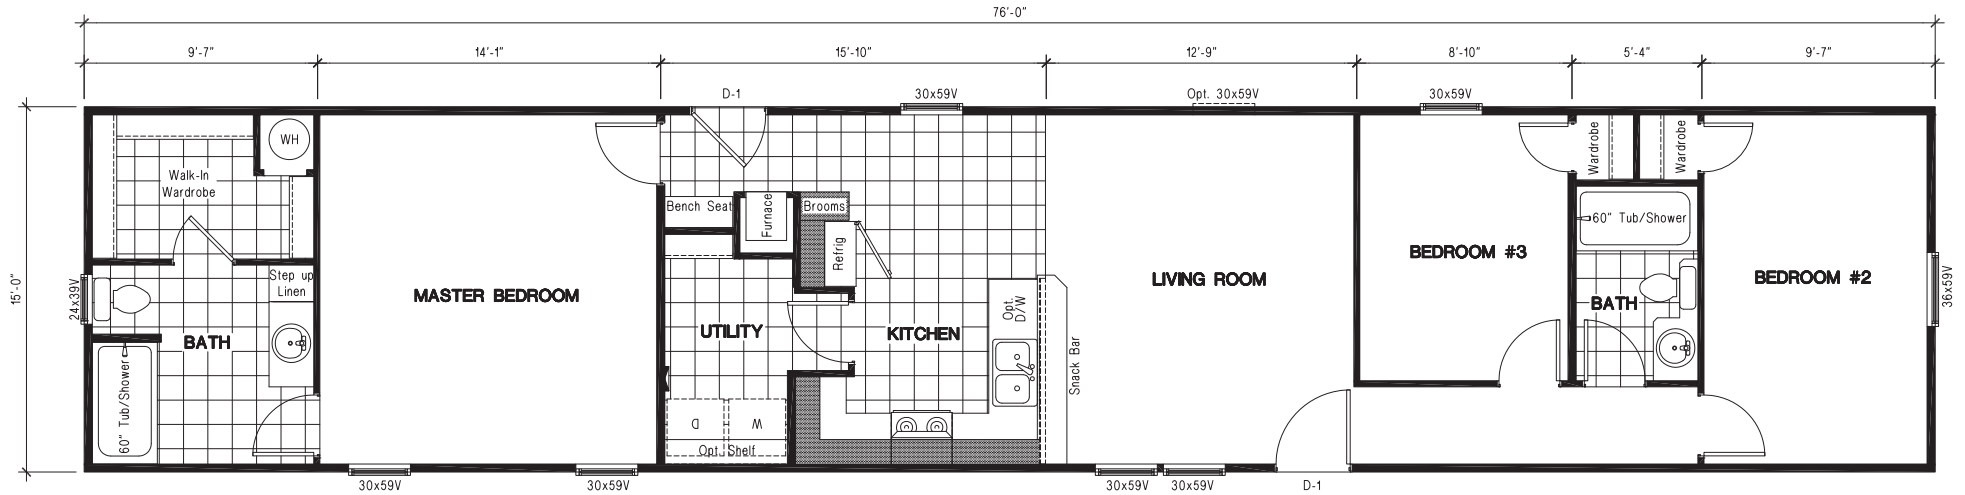 76'-0"
9'-7"
14'-1"
15'-10"
12'-9"
8'-10"
5'-4"
9'-7"
D-1
30x59V
Opt. 30x59V
30x59V
WH
Walk-In
Wardrobe
Wardrobe
Wardrobe
Bench Seat
Furnace
Brooms
Refrig
60" Tub/Shower
15'-0"
24x39V
Step up
Linen
MASTER BEDROOM
LIVING ROOM
BEDROOM #3
BEDROOM #2
36x59V
BATH
UTILITY
KITCHEN
Opt.
D/W
BATH
Snack Bar
60" Tub/Shower
D
W
Opt. Shelf
30x59V
30x59V
30x59V
30x59V
D-1